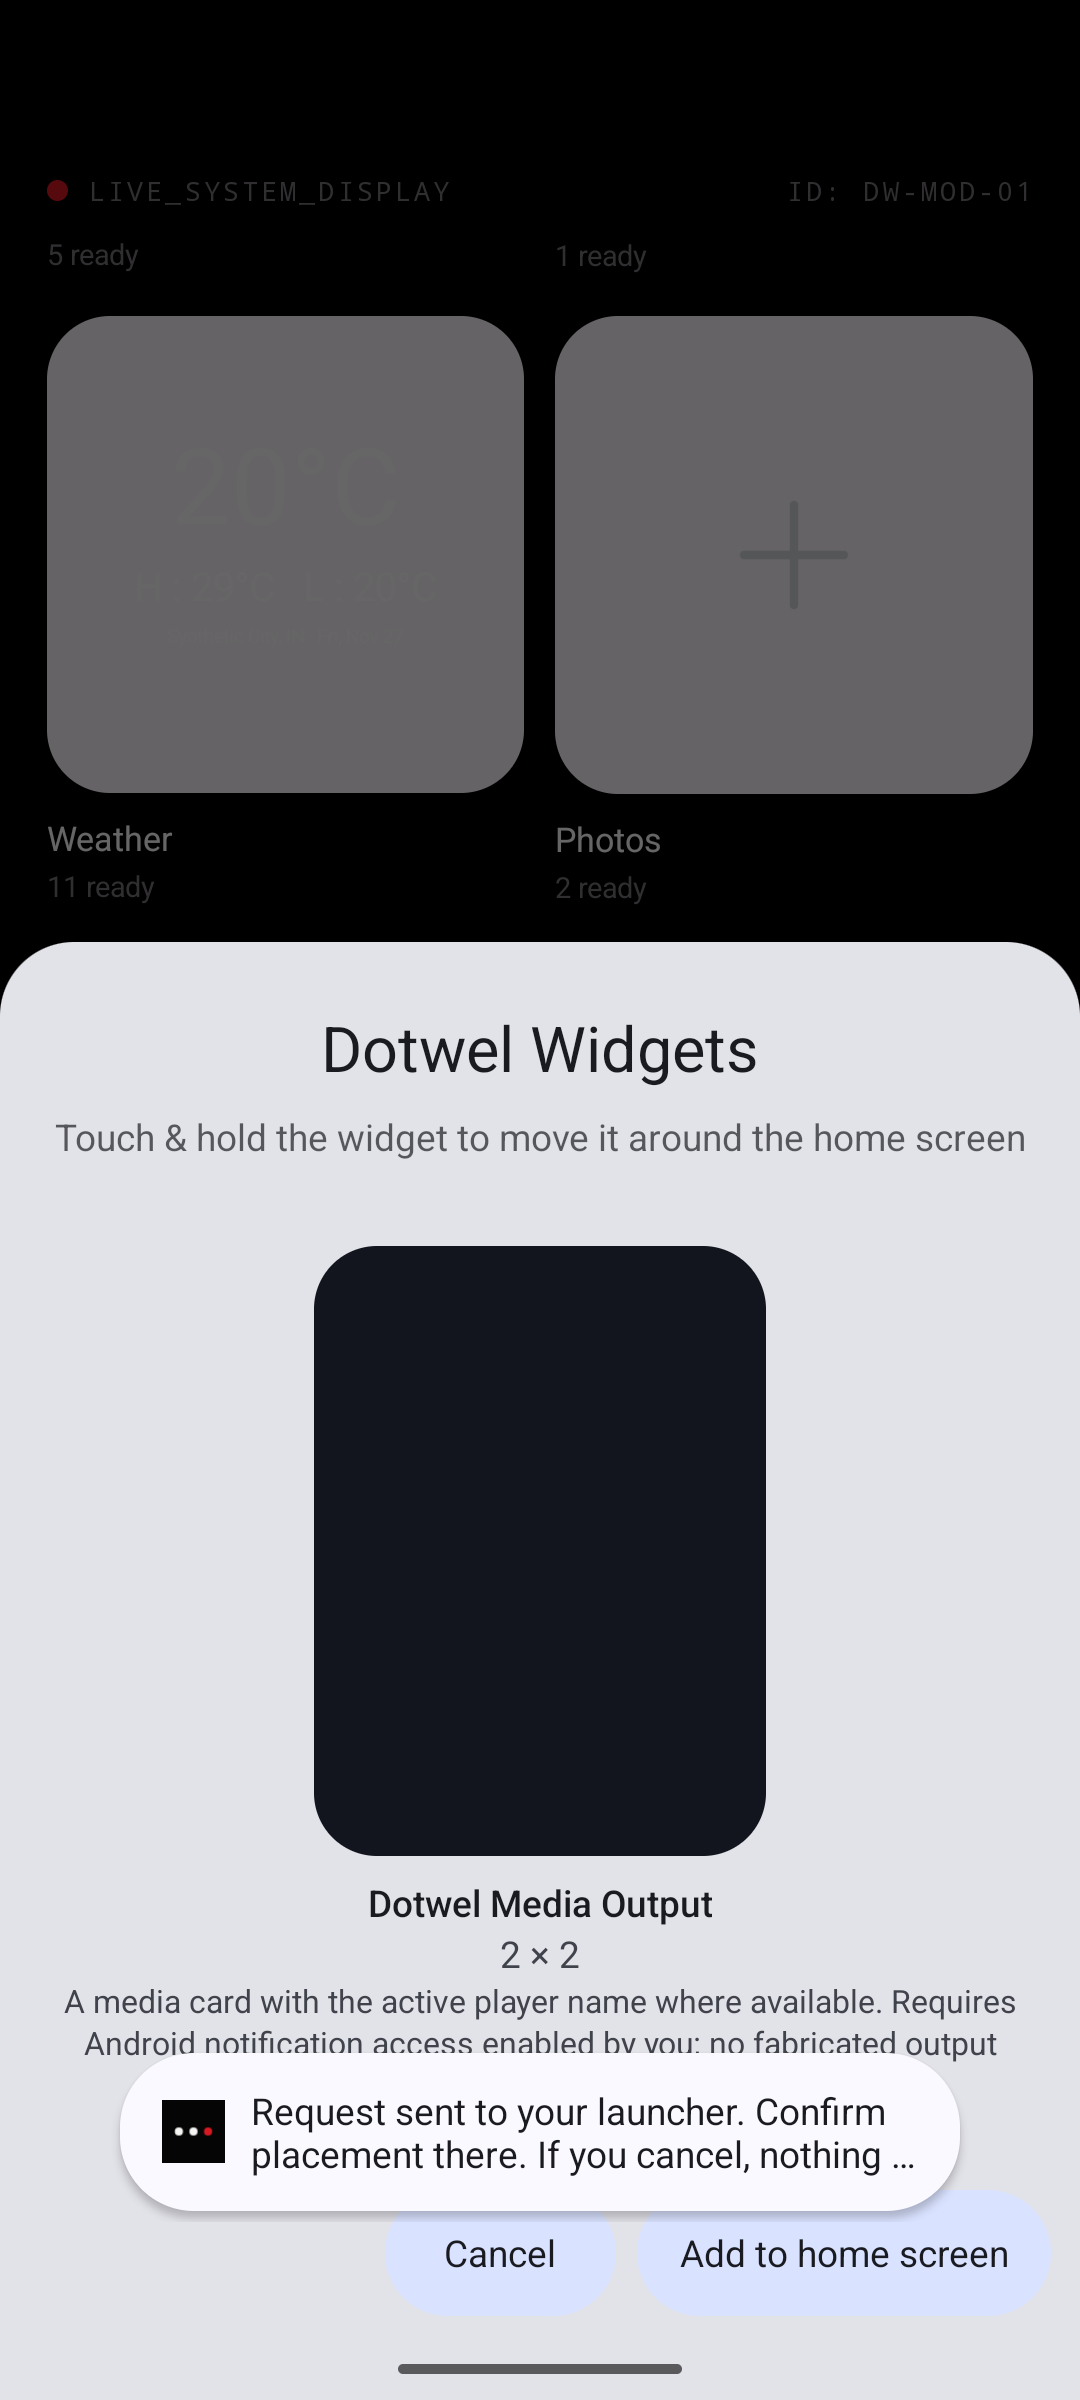 LIVE_SYSTEM_DISPLAY
ID: DW-MOD-01
5 ready
1 ready
20°C
H : 29°C L : 20°C
Weather
Photos
11 ready
2 ready
Dotwel Widgets
Touch & hold the widget to move it around the home screen
Dotwel Media Output
2 × 2
A media card with the active player name where available. Requires
Android notification access enabled by you; no fabricated output
Request sent to your launcher. Confirm
placement there. If you cancel, nothing ...
Cancel
Add to home screen